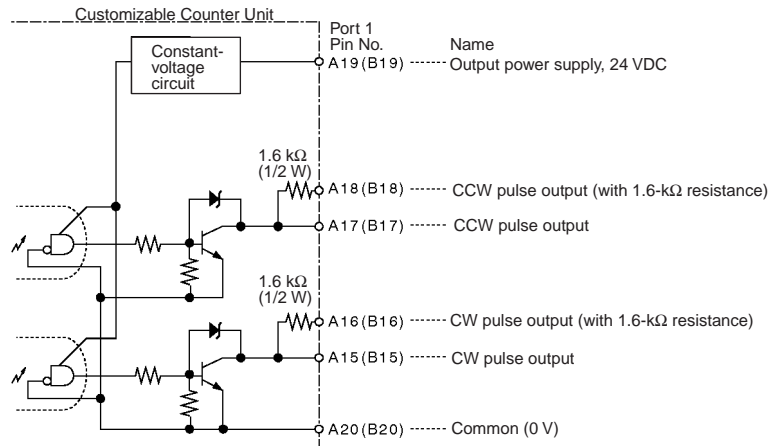 Customizable Counter Unit
Port 1
Pin No.
Name
Constant-
voltage
circuit
A19(B19) ------ Output power supply, 24 VDC
1.6 kΩ
(1/2 W)
A18(B18) ------ CCW pulse output (with 1.6-kΩ resistance)
A17(B17) ------ CCW pulse output
1.6 kΩ
(1/2 W)
A16(B16) ------ CW pulse output (with 1.6-kΩ resistance)
A15(B15) ------ CW pulse output
A20(B20) ------ Common (0 V)